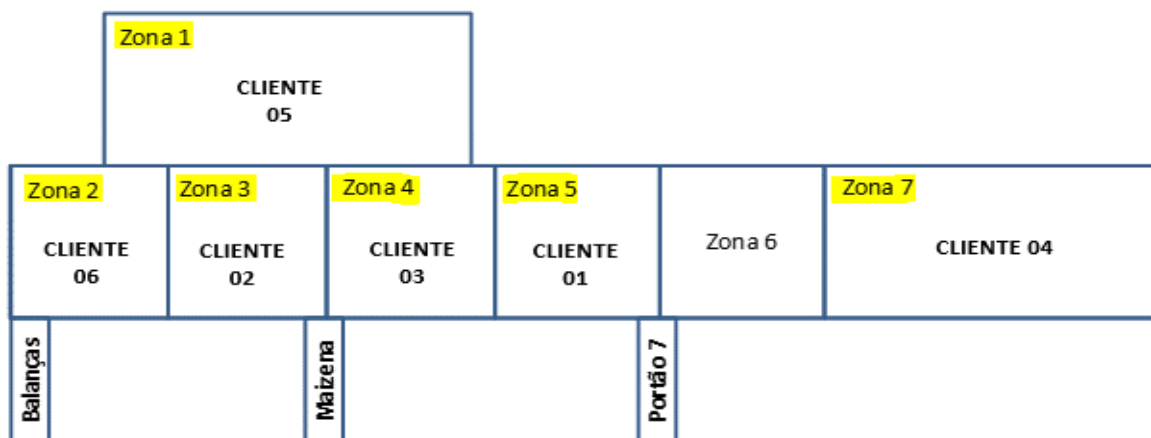 Zona 1
CLIENTE
05
Zona 2
CLIENTE
06
Zona 3
CLIENTE
02
Zona 4
CLIENTE
03
Zona 5
CLIENTE
01
Zona 6
Zona 7
CLIENTE 04
Balanças
Maizena
Portão 7